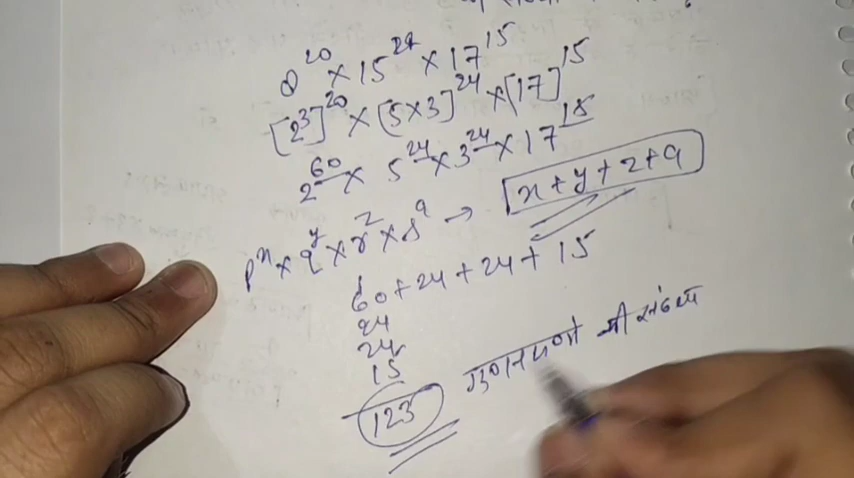 8^20 × 15^24 × 17^15
[2^3]^20 × [5×3]^24 × [17]^15
2^60 × 5^24 × 3^24 × 17^15
p^x × q^y × r^z × s^a → x + y + z + a
60 + 24 + 24 + 15
24
24
15
123 की संख्या